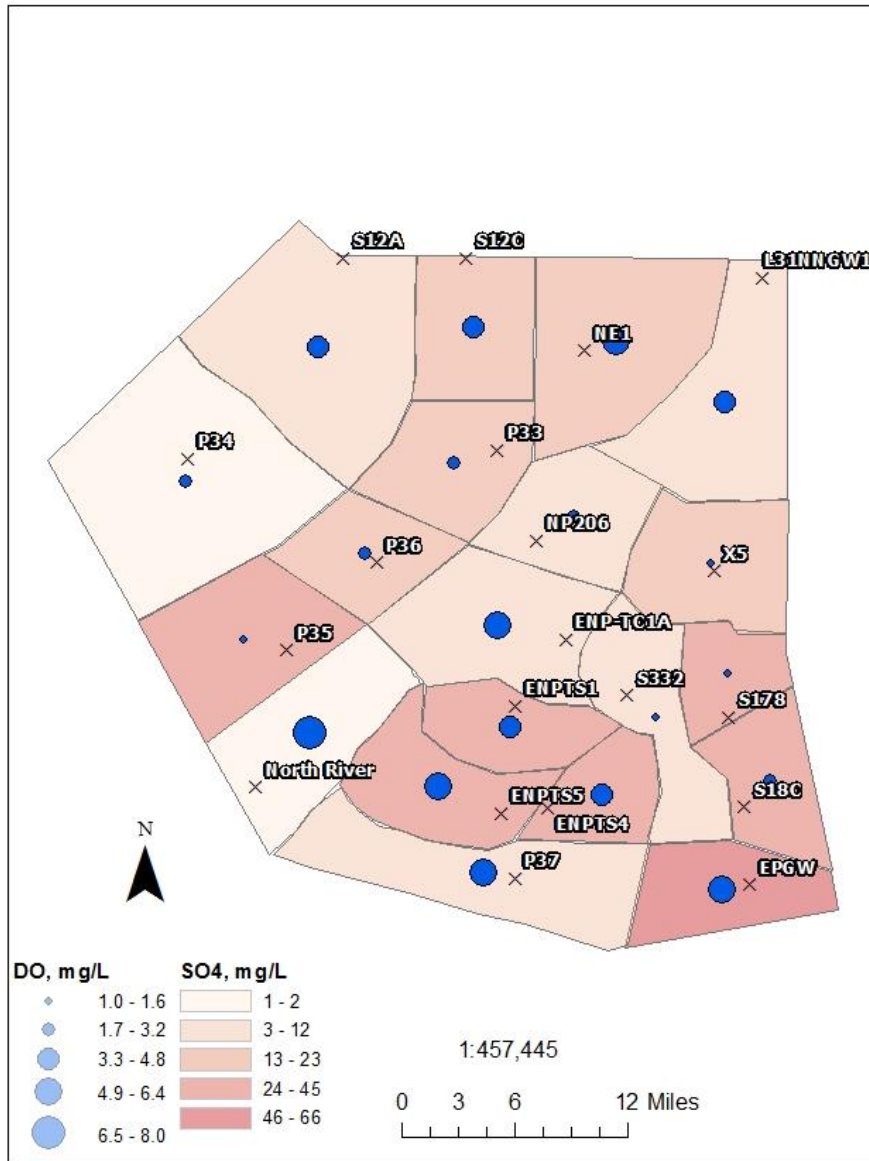 S12A
S12C
L31NNGW1
NE1
P33
P34
NP206
P36
X5
ENP-TC1A
P35
S332
S178
ENPTS1
North River
ENPTS5
S18C
ENPTS4
P37
EPGW
N
DO, mg/L
1.0 - 1.6
1.7 - 3.2
3.3 - 4.8
4.9 - 6.4
6.5 - 8.0
SO4, mg/L
1 - 2
3 - 12
13 - 23
24 - 45
46 - 66
1:457,445
0 3 6 12 Miles